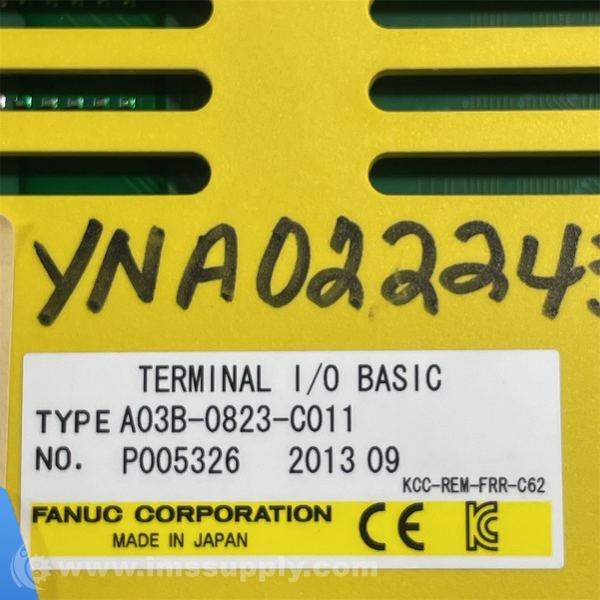 YNA02224
TERMINAL I/O BASIC
TYPE A03B-0823-C011
NO. P005326 2013 09
KCC-REM-FRR-C62
FANUC CORPORATION
MADE IN JAPAN
CE
www.imssupply.com